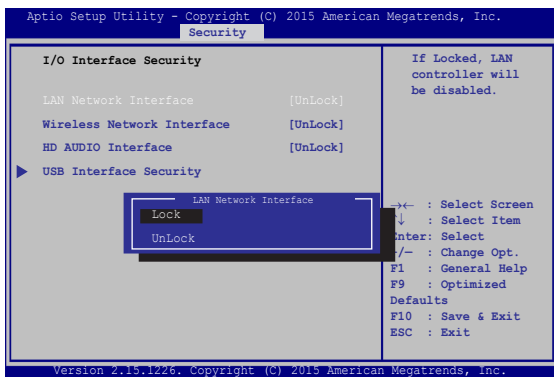 Aptio Setup Utility - Copyright (C) 2015 American Megatrends, Inc.
Security
I/O Interface Security
LAN Network Interface [UnLock]
Wireless Network Interface [UnLock]
HD AUDIO Interface [UnLock]
USB Interface Security
LAN Network Interface
Lock
UnLock
If Locked, LAN
controller will
be disabled.
→← : Select Screen
↑↓ : Select Item
Enter: Select
+/— : Change Opt.
F1 : General Help
F9 : Optimized
Defaults
F10 : Save & Exit
ESC : Exit
Version 2.15.1226. Copyright (C) 2015 American Megatrends, Inc.